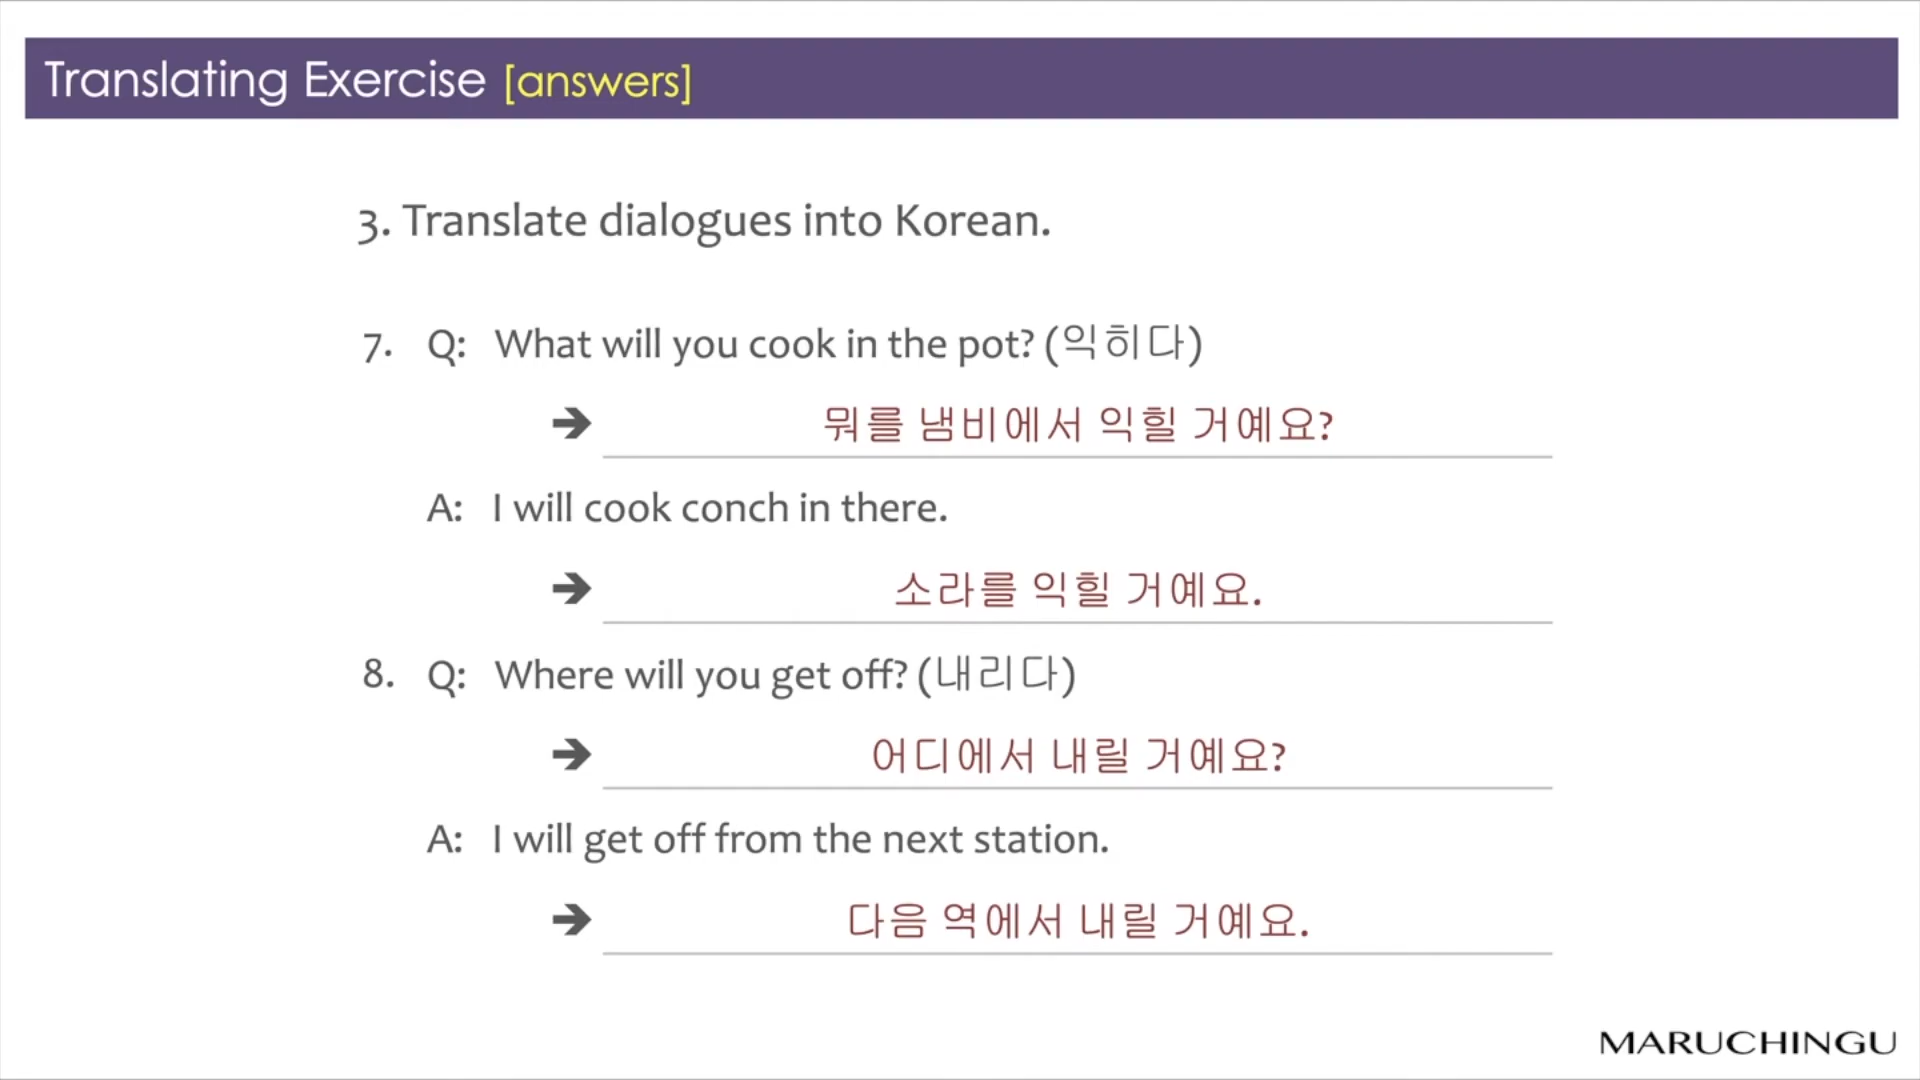 Translating Exercise [answers]
3. Translate dialogues into Korean.
7. Q: What will you cook in the pot? (익히다)
➔ 뭐를 냄비에서 익힐 거예요?
A: I will cook conch in there.
➔ 소라를 익힐 거예요.
8. Q: Where will you get off? (내리다)
➔ 어디에서 내릴 거예요?
A: I will get off from the next station.
➔ 다음 역에서 내릴 거예요.
MARUCHINGU